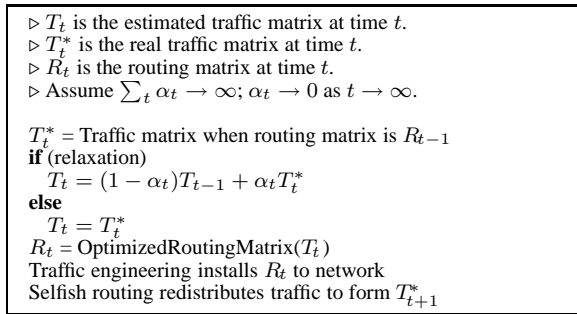 ▷ T_t is the estimated traffic matrix at time t.
▷ T_t^* is the real traffic matrix at time t.
▷ R_t is the routing matrix at time t.
▷ Assume ∑_t α_t → ∞; α_t → 0 as t → ∞.
T_t^* = Traffic matrix when routing matrix is R_{t−1}
if (relaxation)
T_t = (1 − α_t)T_{t−1} + α_t T_t^*
else
T_t = T_t^*
R_t = OptimizedRoutingMatrix(T_t)
Traffic engineering installs R_t to network
Selfish routing redistributes traffic to form T_{t+1}^*